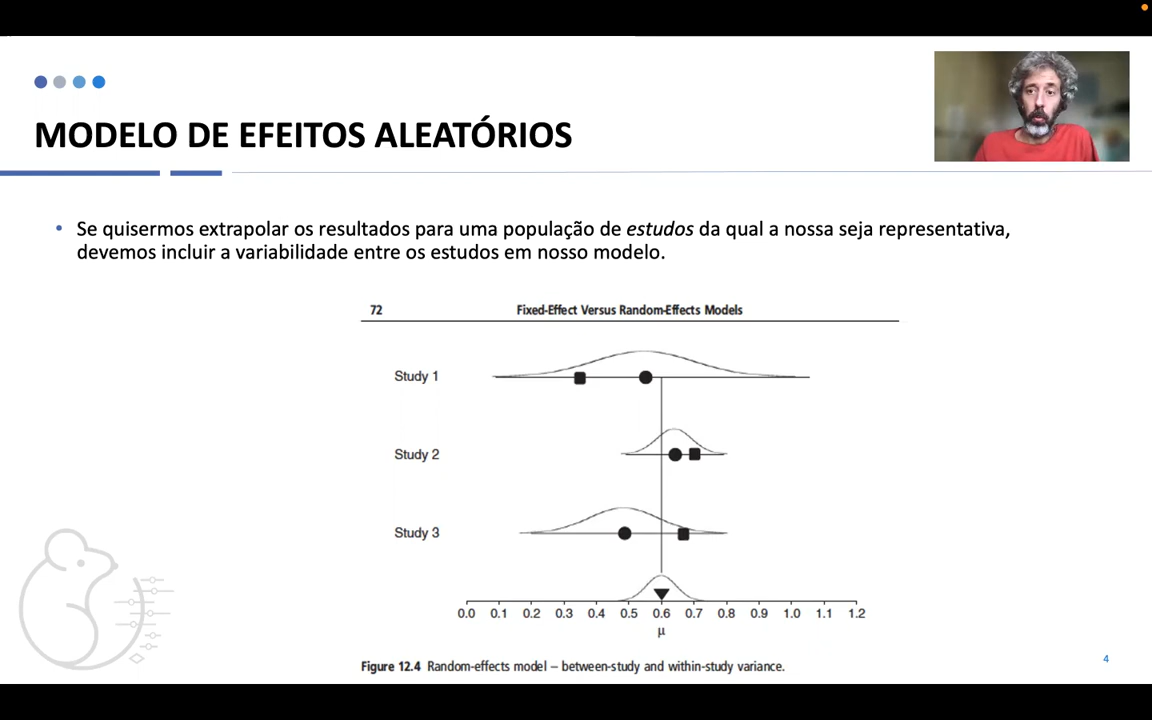 MODELO DE EFEITOS ALEATÓRIOS
• Se quisermos extrapolar os resultados para uma população de estudos da qual a nossa seja representativa,
devemos incluir a variabilidade entre os estudos em nosso modelo.
72 Fixed-Effect Versus Random-Effects Models
Study 1
Study 2
Study 3
0.0 0.1 0.2 0.3 0.4 0.5 0.6 0.7 0.8 0.9 1.0 1.1 1.2
μ
Figure 12.4 Random-effects model – between-study and within-study variance.
4